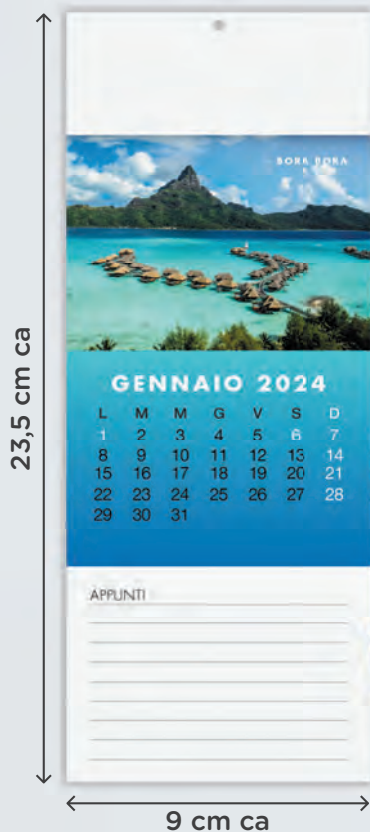 BORA BORA
GENNAIO 2024
L M M G V S D
1 2 3 4 5 6 7
8 9 10 11 12 13 14
15 16 17 18 19 20 21
22 23 24 25 26 27 28
29 30 31
APPUNTI
23,5 cm ca
9 cm ca